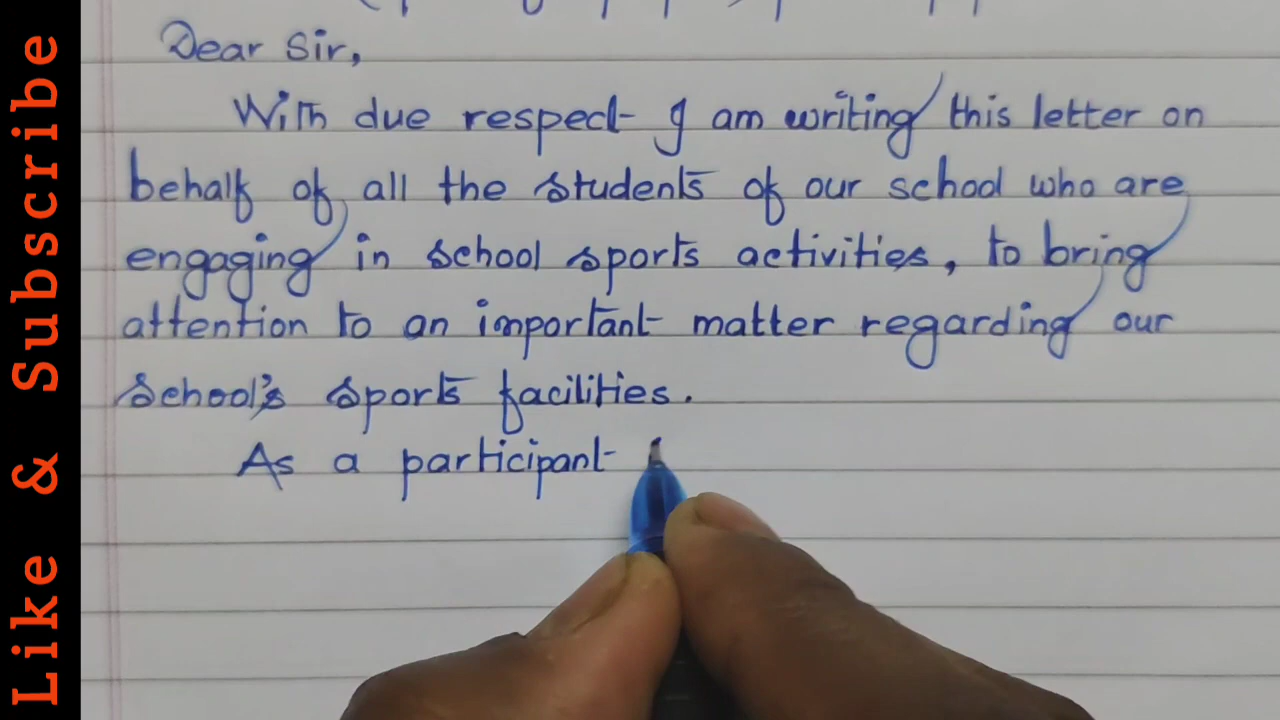 Like & Subscribe
Dear Sir,
With due respect I am writing this letter on
behalf of all the students of our school who are
engaging in school sports activities, to bring
attention to an important matter regarding our
school's sports facilities.
As a participant